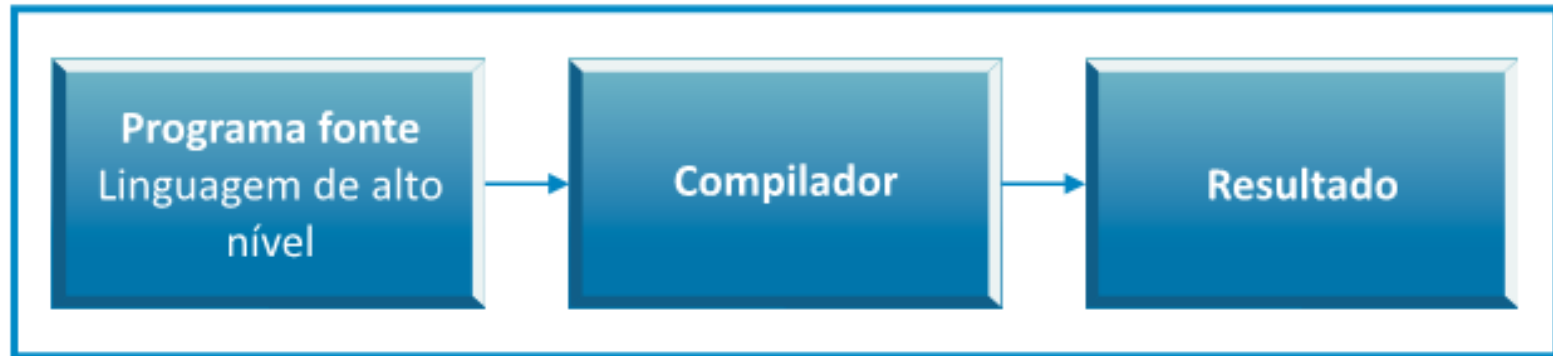 Programa fonte
Linguagem de alto
nível
Compilador
Resultado